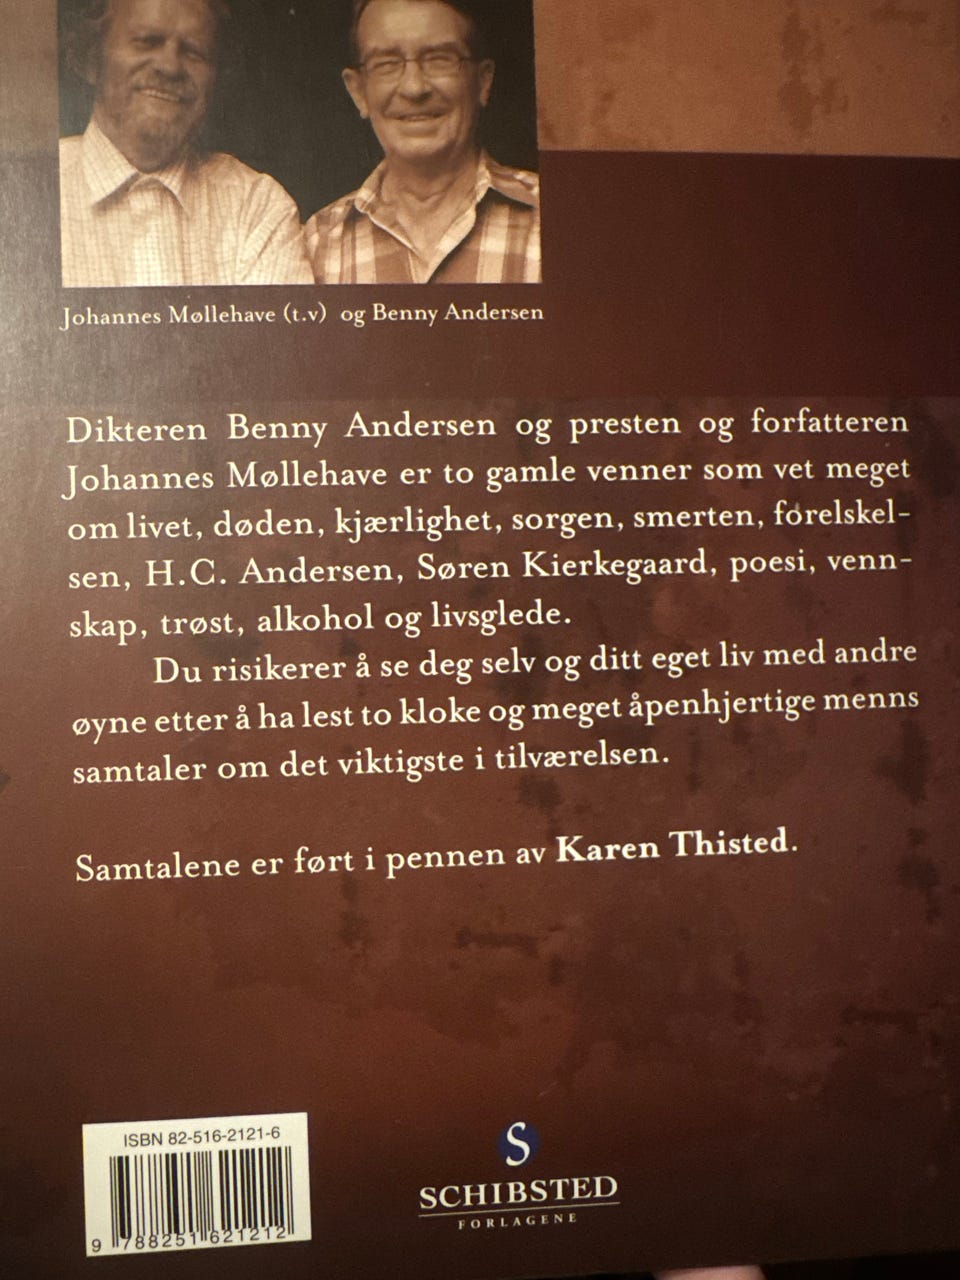 Johannes Møllehave (t.v) og Benny Andersen
Dikteren Benny Andersen og presten og forfatteren
Johannes Møllehave er to gamle venner som vet meget
om livet, døden, kjærlighet, sorgen, smerten, forelskel-
sen, H.C. Andersen, Søren Kierkegaard, poesi, venn-
skap, trøst, alkohol og livsglede.
Du risikerer å se deg selv og ditt eget liv med andre
øyne etter å ha lest to kloke og meget åpenhjertige menns
samtaler om det viktigste i tilværelsen.
Samtalene er ført i pennen av Karen Thisted.
ISBN 82-516-2121-6
9 788251 621212
S
SCHIBSTED
FORLAGENE